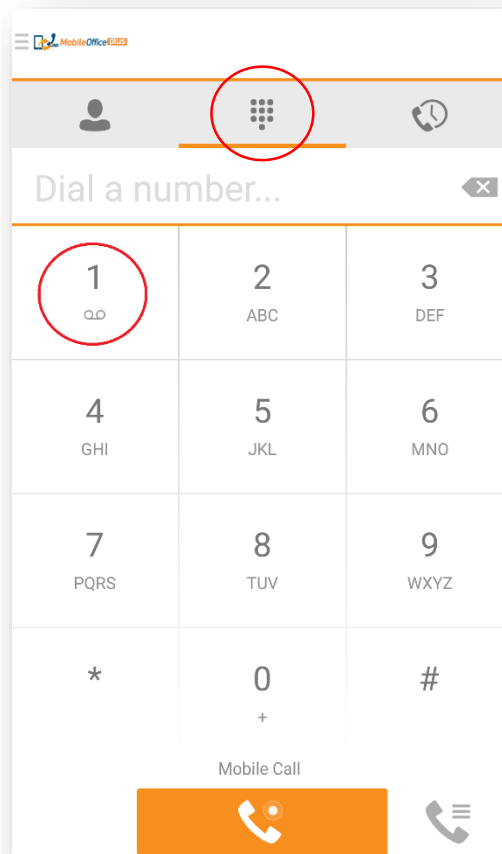 MobileOffice PLUS
Dial a number...
1 2 3
ABC DEF
4 5 6
GHI JKL MNO
7 8 9
PQRS TUV WXYZ
* 0 #
+
Mobile Call